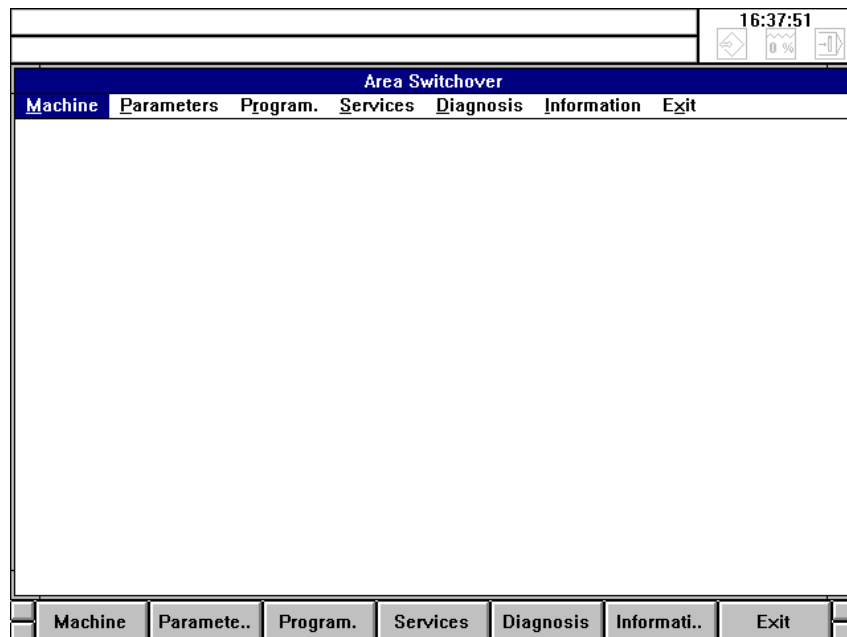 16:37:51
0 %
Area Switchover
Machine Parameters Program. Services Diagnosis Information Exit
Machine Paramete.. Program. Services Diagnosis Informati.. Exit